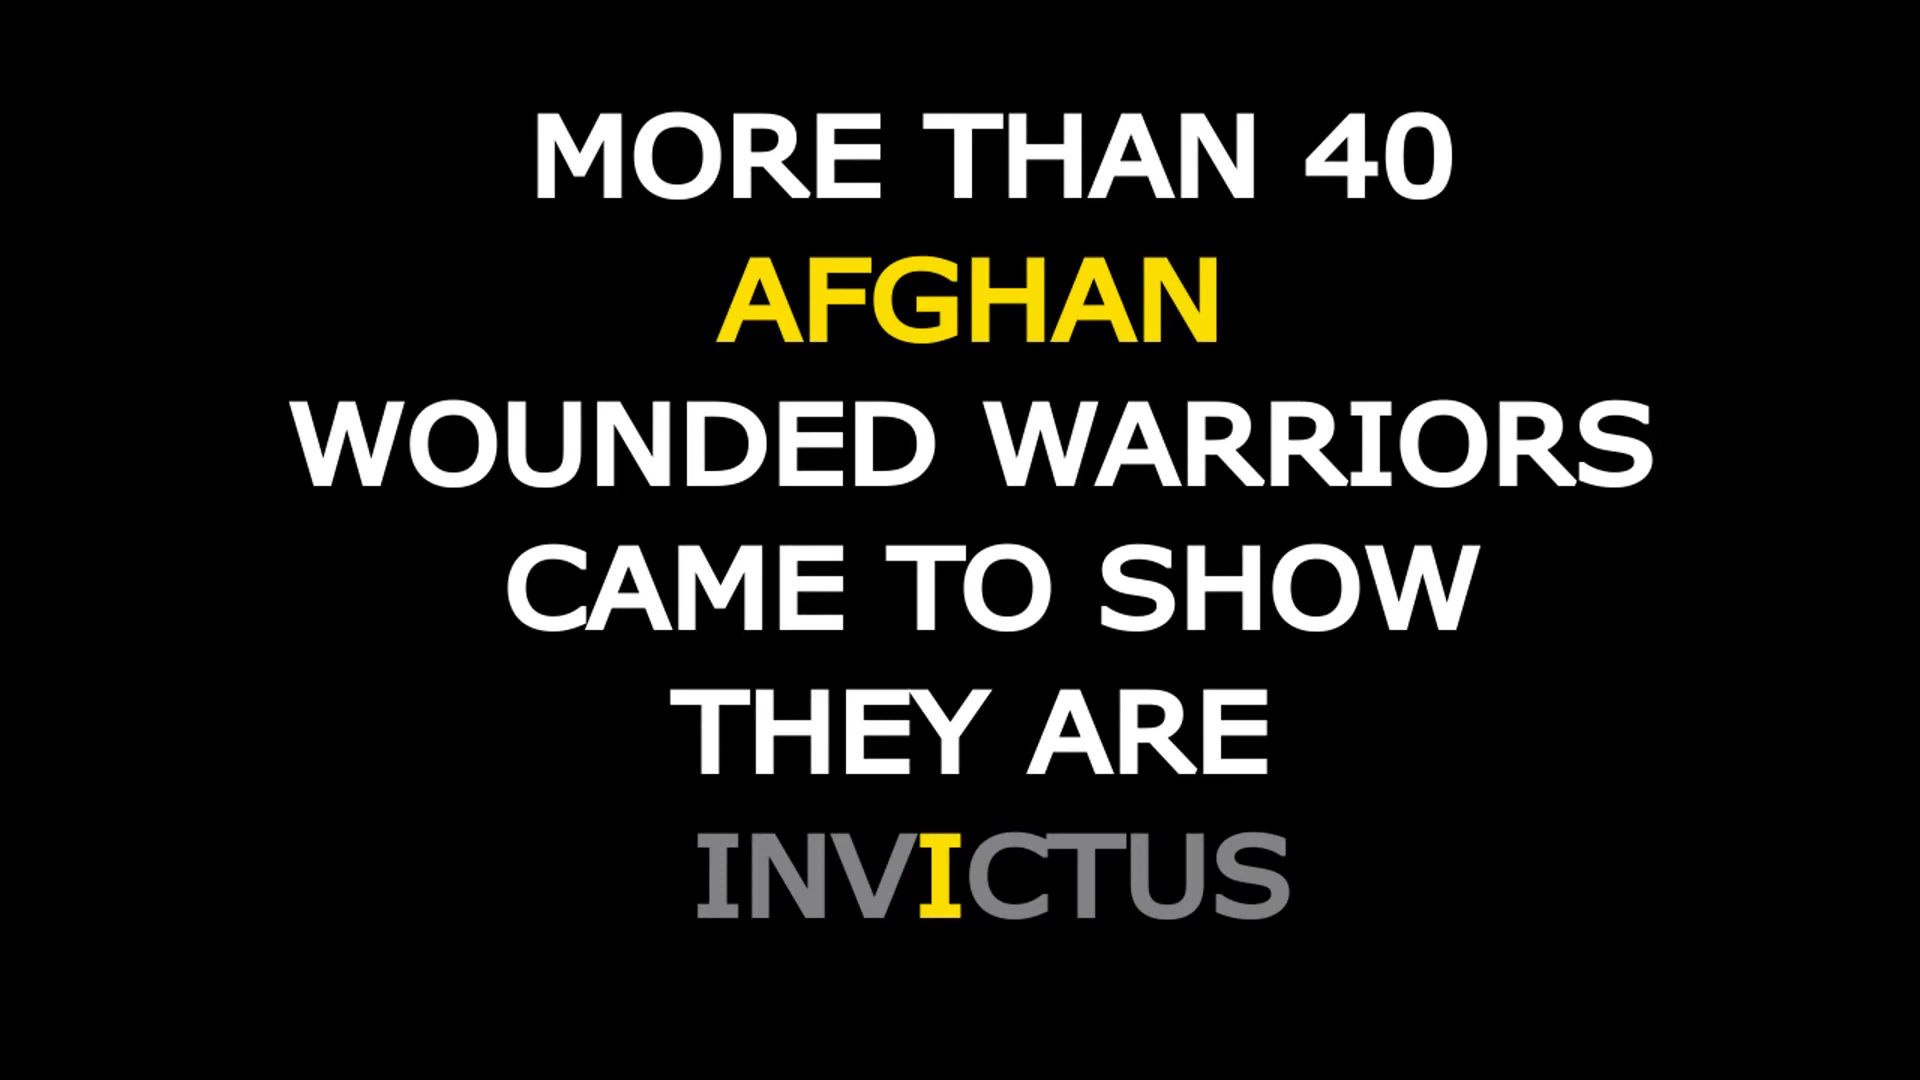 MORE THAN 40
AFGHAN
WOUNDED WARRIORS
CAME TO SHOW
THEY ARE
INVICTUS